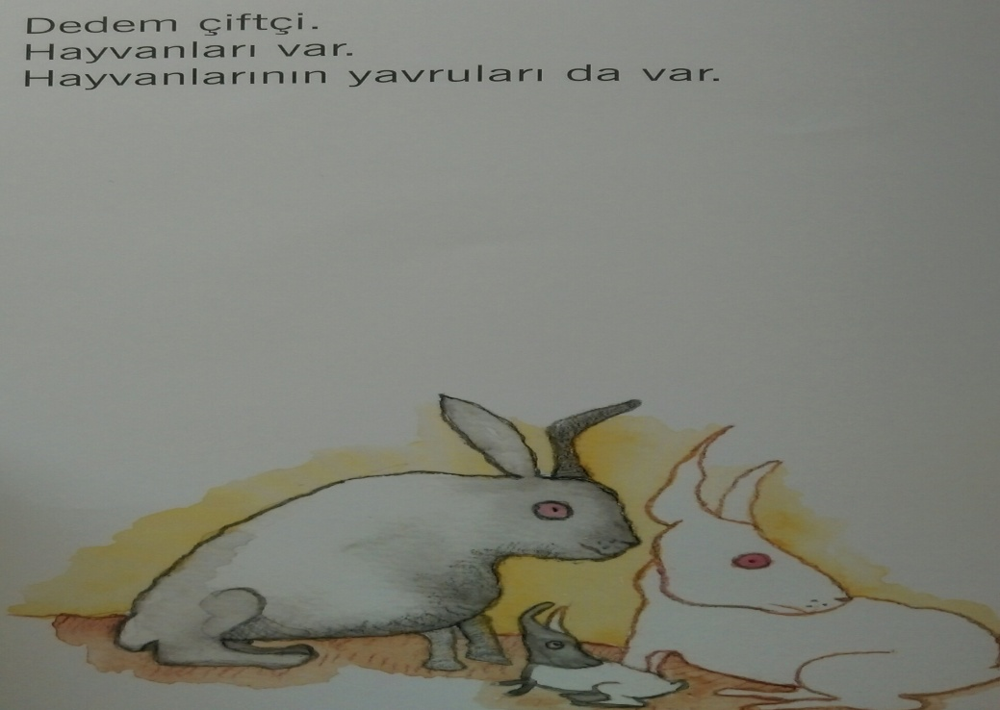 Dedem çiftçi.
Hayvanları var.
Hayvanlarının yavruları da var.